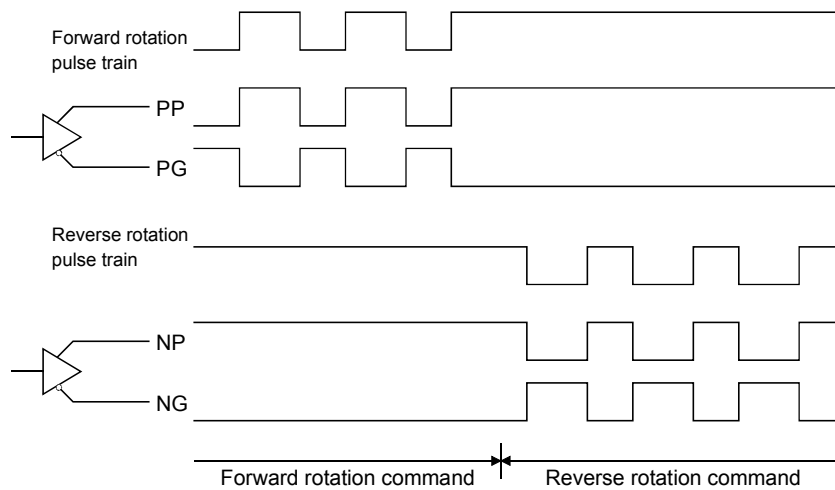 Forward rotation
pulse train
PP
PG
Reverse rotation
pulse train
NP
NG
Forward rotation command
Reverse rotation command